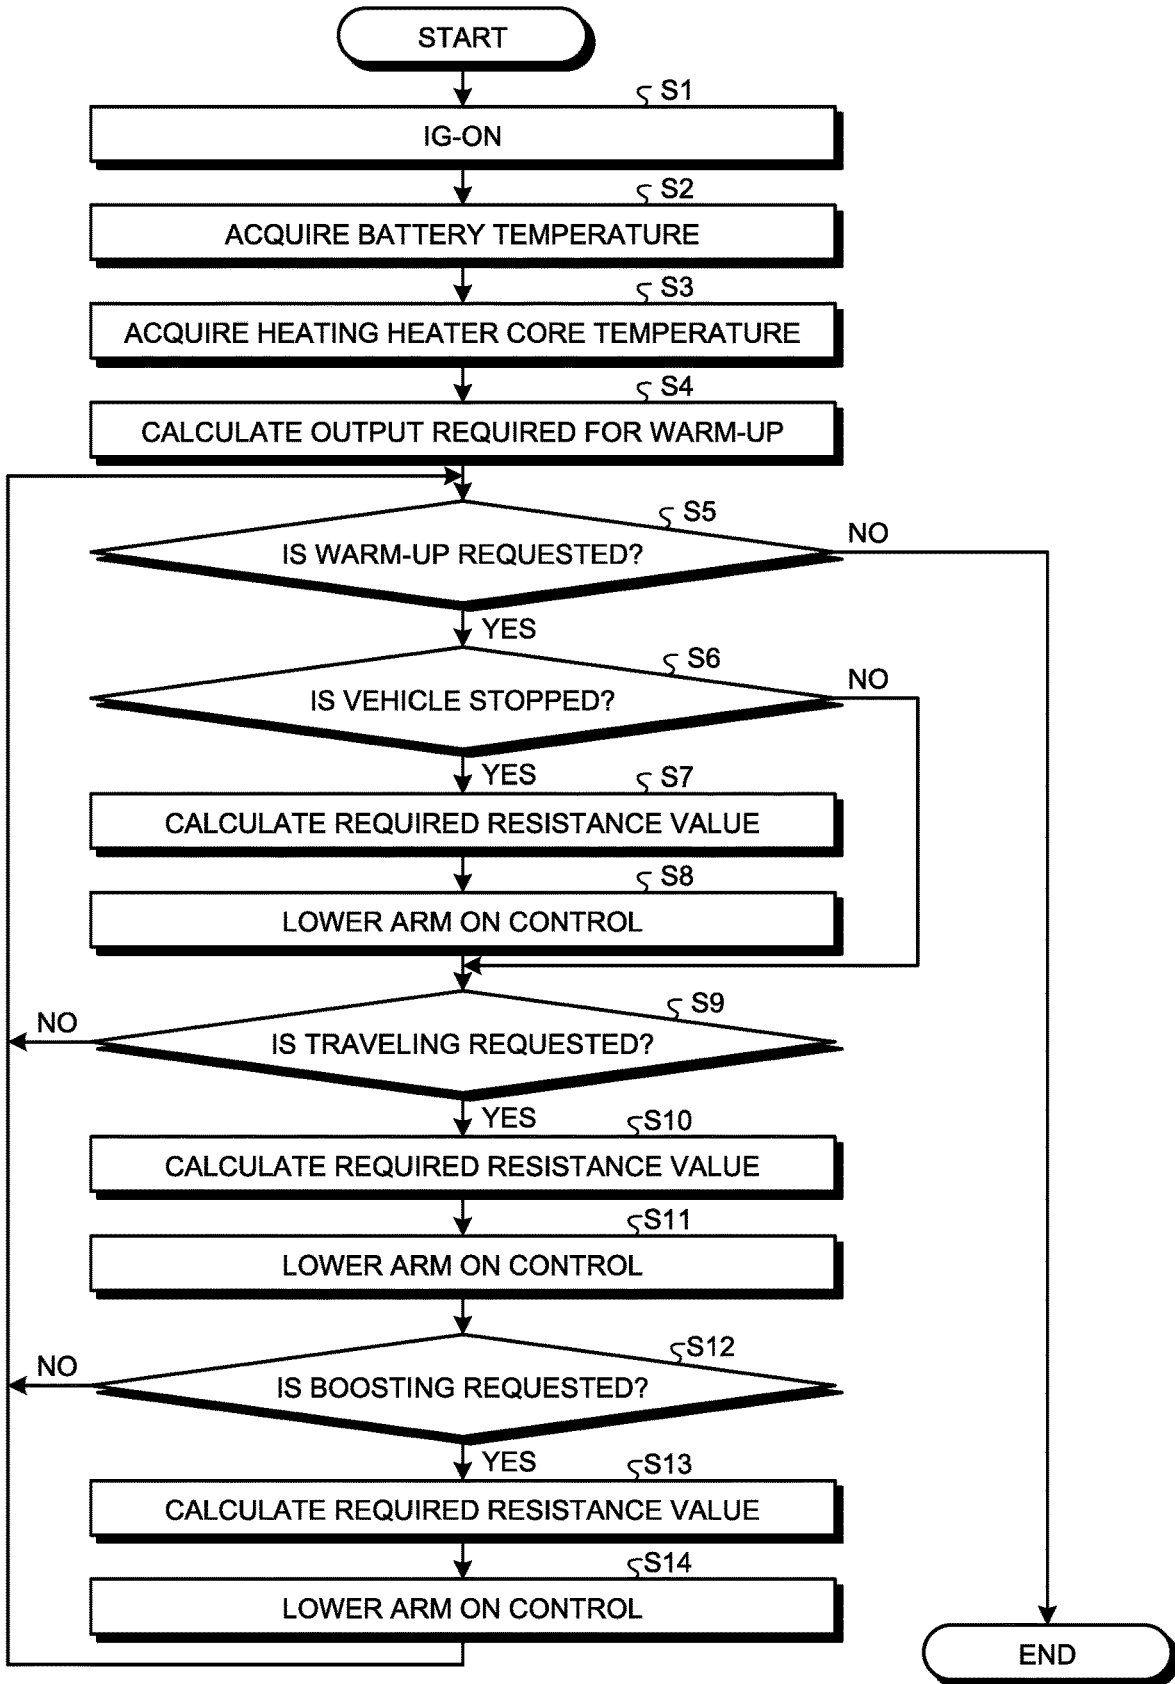 START
S1
IG-ON
S2
ACQUIRE BATTERY TEMPERATURE
S3
ACQUIRE HEATING HEATER CORE TEMPERATURE
S4
CALCULATE OUTPUT REQUIRED FOR WARM-UP
S5
IS WARM-UP REQUESTED?
NO
YES
S6
IS VEHICLE STOPPED?
NO
YES
S7
CALCULATE REQUIRED RESISTANCE VALUE
S8
LOWER ARM ON CONTROL
S9
NO
IS TRAVELING REQUESTED?
YES
S10
CALCULATE REQUIRED RESISTANCE VALUE
S11
LOWER ARM ON CONTROL
S12
NO
IS BOOSTING REQUESTED?
YES
S13
CALCULATE REQUIRED RESISTANCE VALUE
S14
LOWER ARM ON CONTROL
END